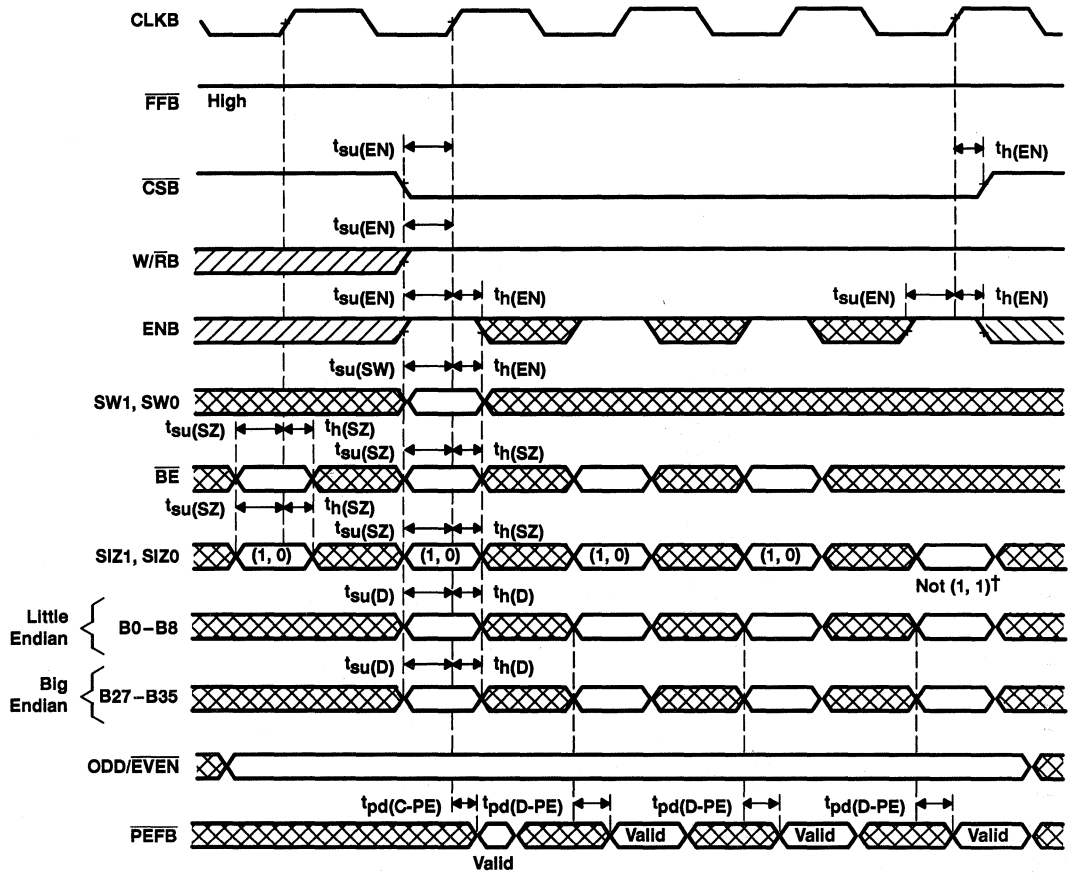 CLKB
FFB High
tsu(EN) th(EN)
CSB
tsu(EN)
W/RB
tsu(EN) th(EN) tsu(EN) th(EN)
ENB
tsu(SW) th(EN)
SW1, SW0
tsu(SZ) th(SZ)
tsu(SZ) th(SZ)
BE
tsu(SZ) th(SZ)
tsu(SZ) th(SZ)
SIZ1, SIZ0 (1, 0) (1, 0) (1, 0) (1, 0)
Not (1, 1)†
tsu(D) th(D)
Little
Endian
B0–B8
tsu(D) th(D)
Big
Endian
B27–B35
ODD/EVEN
tpd(C-PE) tpd(D-PE) tpd(D-PE) tpd(D-PE)
PEFB Valid Valid Valid
Valid